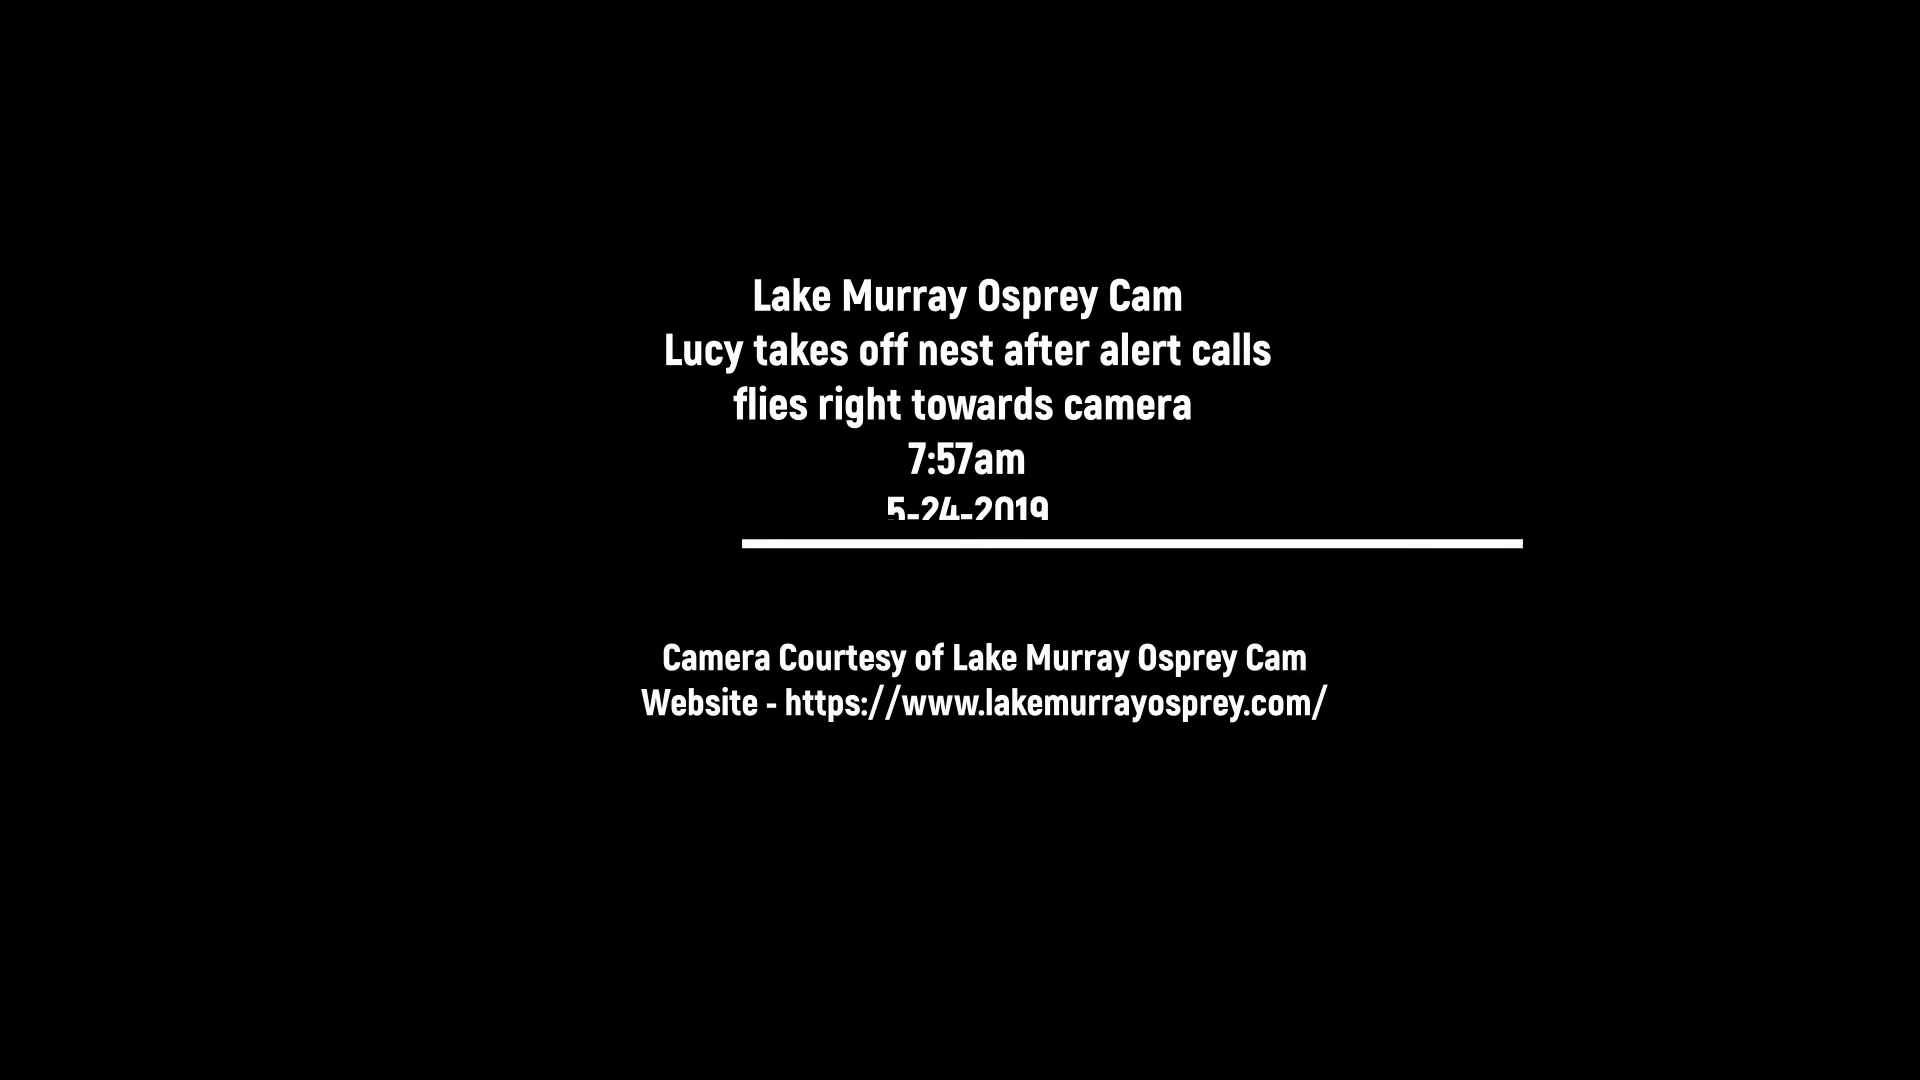 Lake Murray Osprey Cam
Lucy takes off nest after alert calls
flies right towards camera
7:57am
5-24-2019
Camera Courtesy of Lake Murray Osprey Cam
Website - https://www.lakemurrayosprey.com/